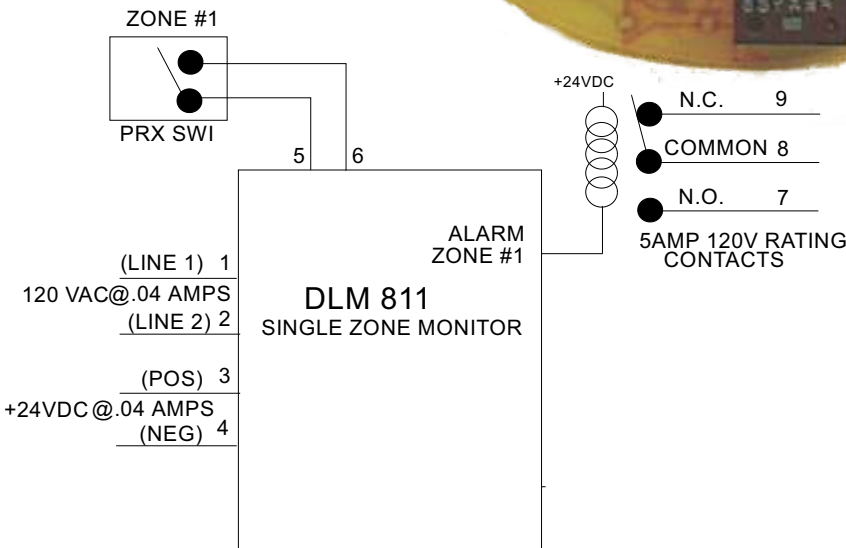 ZONE #1
PRX SWI
5 6
+24VDC
N.C. 9
COMMON 8
N.O. 7
5AMP 120V RATING
CONTACTS
ALARM
ZONE #1
(LINE 1) 1
120 VAC@.04 AMPS
(LINE 2) 2
DLM 811
SINGLE ZONE MONITOR
(POS) 3
+24VDC@.04 AMPS
(NEG) 4